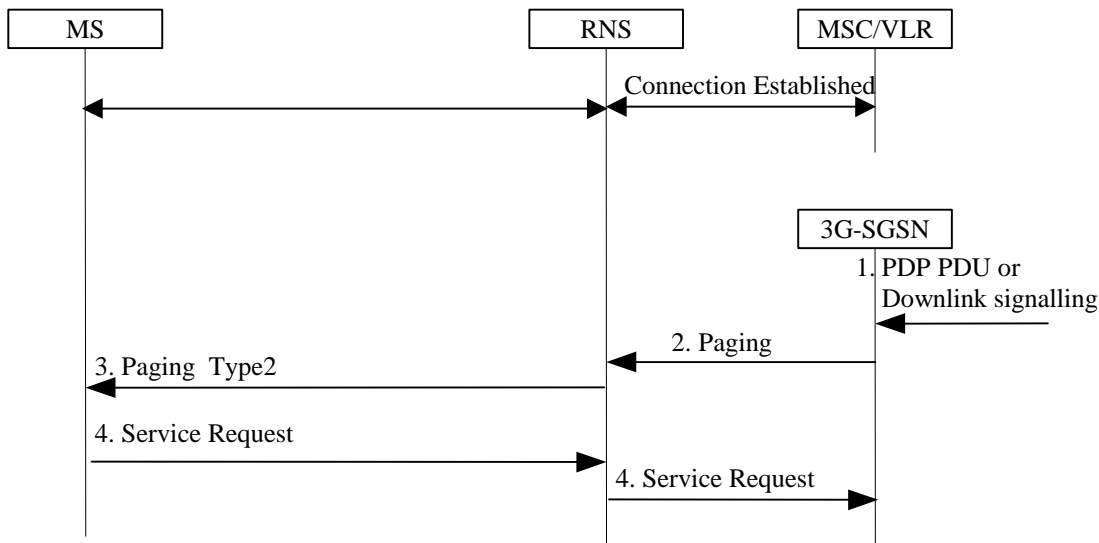 MS
RNS
MSC/VLR
Connection Established
3G-SGSN
1. PDP PDU or
Downlink signalling
2. Paging
3. Paging  Type2
4. Service Request
4. Service Request